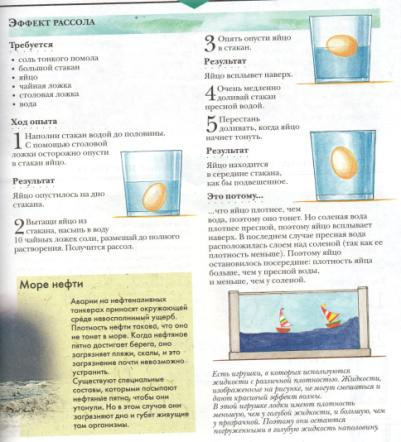 ЭФФЕКТ РАССОЛА
Требуется
• соль тонкого помола
• большой стакан
• яйцо
• чайная ложка
• столовая ложка
• вода
Ход опыта
1 Наполни стакан водой до половины.
С помощью столовой
ложки осторожно опусти
в стакан яйцо.
Результат
Яйцо опустилось на дно
стакана.
2 Вытащи яйцо из
стакана, насыпь в воду
10 чайных ложек соли, размешай до полного
растворения. Получится рассол.
Море нефти
Аварии на нефтеналивных
танкерах приносят окружающей
среде невосполнимый ущерб.
Плотность нефти такова, что она
не тонет в море. Когда нефтяное
пятно достигает берега, оно
загрязняет пляжи, скалы, и это
загрязнение почти невозможно
устранить.
Существуют специальные
составы, которыми посыпают
нефтяные пятна, чтобы они
утонули. Но в этом случае они
загрязняют дно и губят живущие
там организмы.
3 Опять опусти яйцо
в стакан.
Результат
Яйцо всплывет наверх.
4 Очень медленно
доливай стакан
пресной водой.
5 Перестань
доливать, когда яйцо
начнет тонуть.
Результат
Яйцо находится
в середине стакана,
как бы подвешенное.
Это потому...
...что яйцо плотнее, чем
вода, поэтому оно тонет. Но соленая вода
плотнее пресной, поэтому яйцо всплывает
наверх. В последнем случае пресная вода
расположилась слоем над соленой (так как ее
плотность меньше). Поэтому яйцо
остановилось посередине: плотность яйца
больше, чем у пресной воды,
и меньше, чем у соленой.
Есть игрушки, в которых используются
жидкости с различной плотностью. Жидкости,
изображенные на рисунке, не могут смешаться и
дают красивый эффект волны.
В этой игрушке лодки имеют плотность
меньшую, чем у голубой жидкости, и большую, чем
у прозрачной. Поэтому они остаются
погруженными в голубую жидкость наполовину.